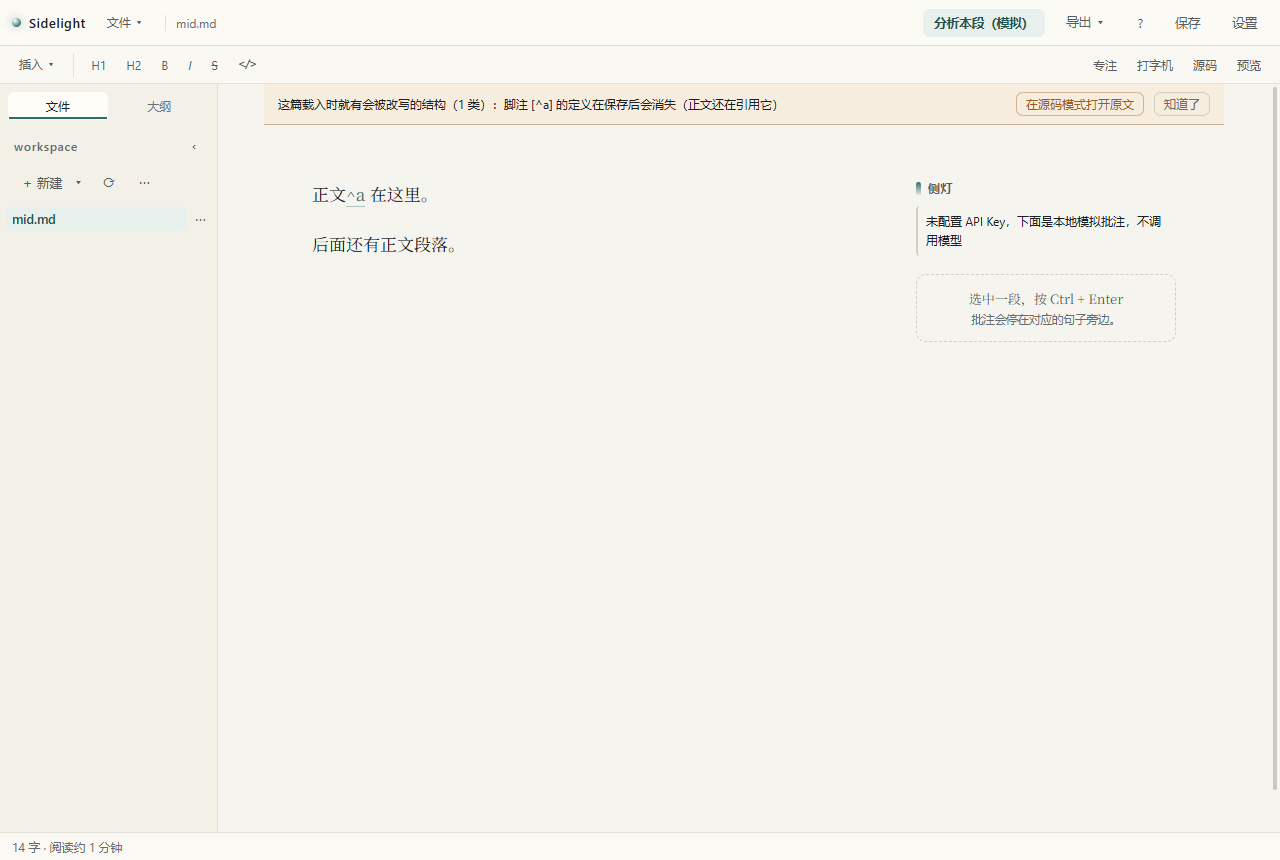 Sidelight 文件 ▾ mid.md 分析本段（模拟） 导出 ▾ ? 保存 设置
插入 ▾ H1 H2 B I S </> 专注 打字机 源码 预览
文件 大纲
这篇载入时就有会被改写的结构（1 类）：脚注 [^a] 的定义在保存后会消失（正文还在引用它） 在源码模式打开原文 知道了
workspace ‹
+ 新建 ▾ ⟳ ···
mid.md ···
正文^a 在这里。
后面还有正文段落。
侧灯
未配置 API Key，下面是本地模拟批注，不调
用模型
选中一段，按 Ctrl + Enter
批注会停在对应的句子旁边。
14 字 · 阅读约 1 分钟